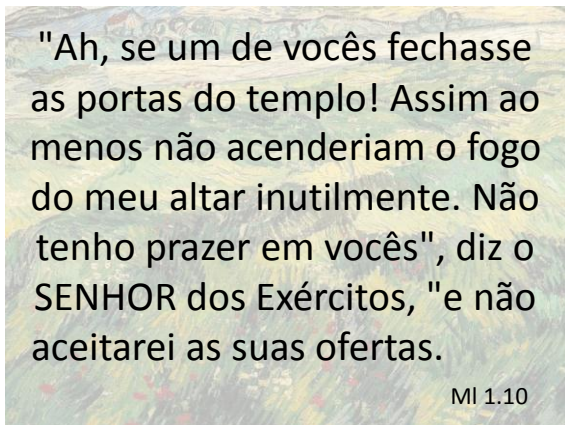 "Ah, se um de vocês fechasse
as portas do templo! Assim ao
menos não acenderiam o fogo
do meu altar inutilmente. Não
tenho prazer em vocês", diz o
SENHOR dos Exércitos, "e não
aceitarei as suas ofertas.
Ml 1.10